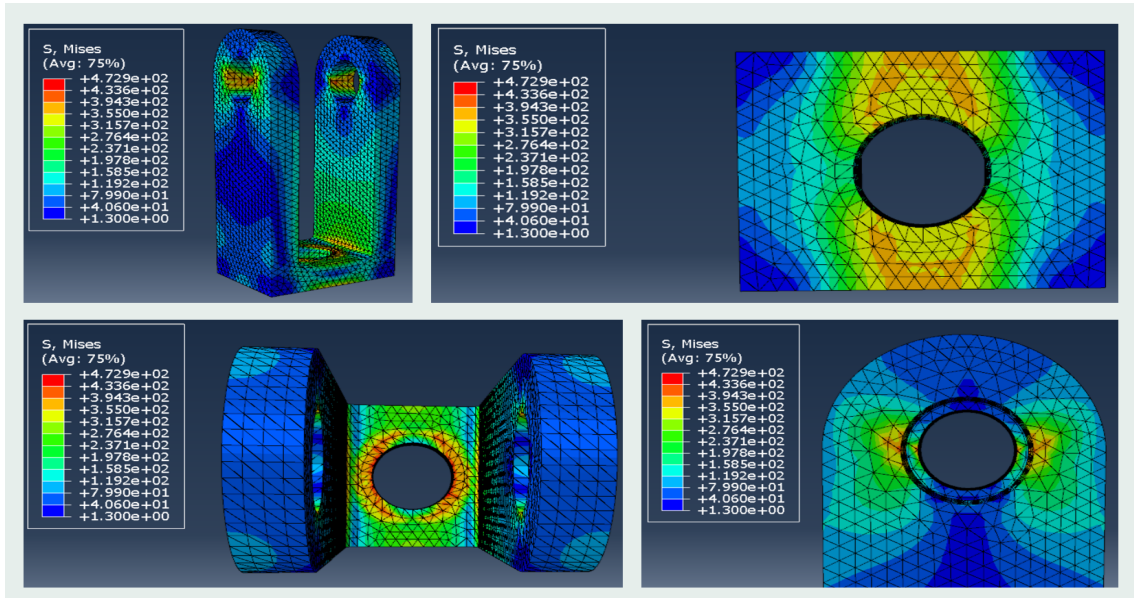 S, Mises
(Avg: 75%)
+4.729e+02
+4.336e+02
+3.943e+02
+3.550e+02
+3.157e+02
+2.764e+02
+2.371e+02
+1.978e+02
+1.585e+02
+1.192e+02
+7.990e+01
+4.060e+01
+1.300e+00
S, Mises
(Avg: 75%)
+4.729e+02
+4.336e+02
+3.943e+02
+3.550e+02
+3.157e+02
+2.764e+02
+2.371e+02
+1.978e+02
+1.585e+02
+1.192e+02
+7.990e+01
+4.060e+01
+1.300e+00
S, Mises
(Avg: 75%)
+4.729e+02
+4.336e+02
+3.943e+02
+3.550e+02
+3.157e+02
+2.764e+02
+2.371e+02
+1.978e+02
+1.585e+02
+1.192e+02
+7.990e+01
+4.060e+01
+1.300e+00
S, Mises
(Avg: 75%)
+4.729e+02
+4.336e+02
+3.943e+02
+3.550e+02
+3.157e+02
+2.764e+02
+2.371e+02
+1.978e+02
+1.585e+02
+1.192e+02
+7.990e+01
+4.060e+01
+1.300e+00